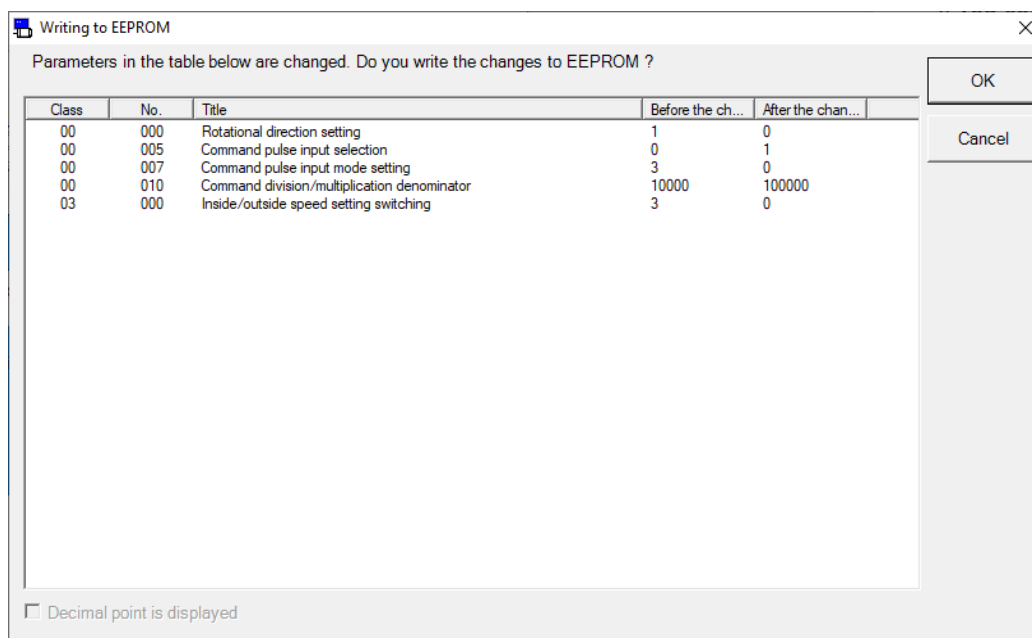 Writing to EEPROM
Parameters in the table below are changed. Do you write the changes to EEPROM ?
OK
Cancel
Class No. Title Before the ch... After the chan...
00 000 Rotational direction setting 1 0
00 005 Command pulse input selection 0 1
00 007 Command pulse input mode setting 3 0
00 010 Command division/multiplication denominator 10000 100000
03 000 Inside/outside speed setting switching 3 0
Decimal point is displayed